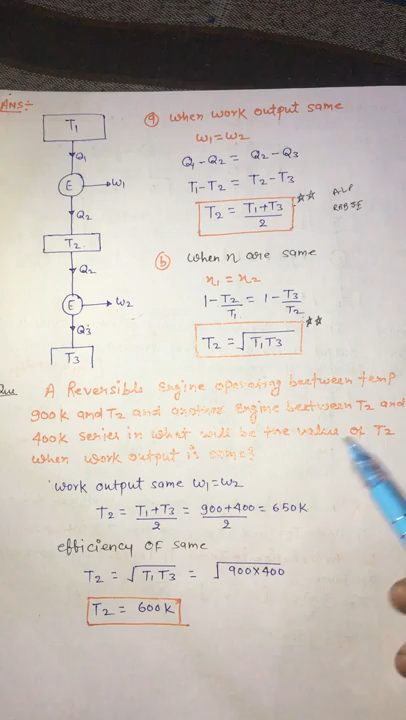 Ans:-
T1
Q1
E
W1
Q2
T2
Q2
E
W2
Q3
T3
(a) when work output same
W1=W2
Q1-Q2 = Q2-Q3
T1-T2 = T2-T3
T2 = T1+T3/2
ALP
RRBJE
(b) when η are same
η1 = η2
1-T2/T1 = 1-T3/T2
T2 = √T1T3
Que A Reversible Engine operating beetween temp
900k and T2 and another Engine beetween T2 and
400k series in what will be the value of T2
when work output is same?
work output same W1=W2
T2 = T1+T3/2 = 900+400/2 = 650K
efficiency OF same
T2 = √T1T3 = √900×400
T2 = 600K